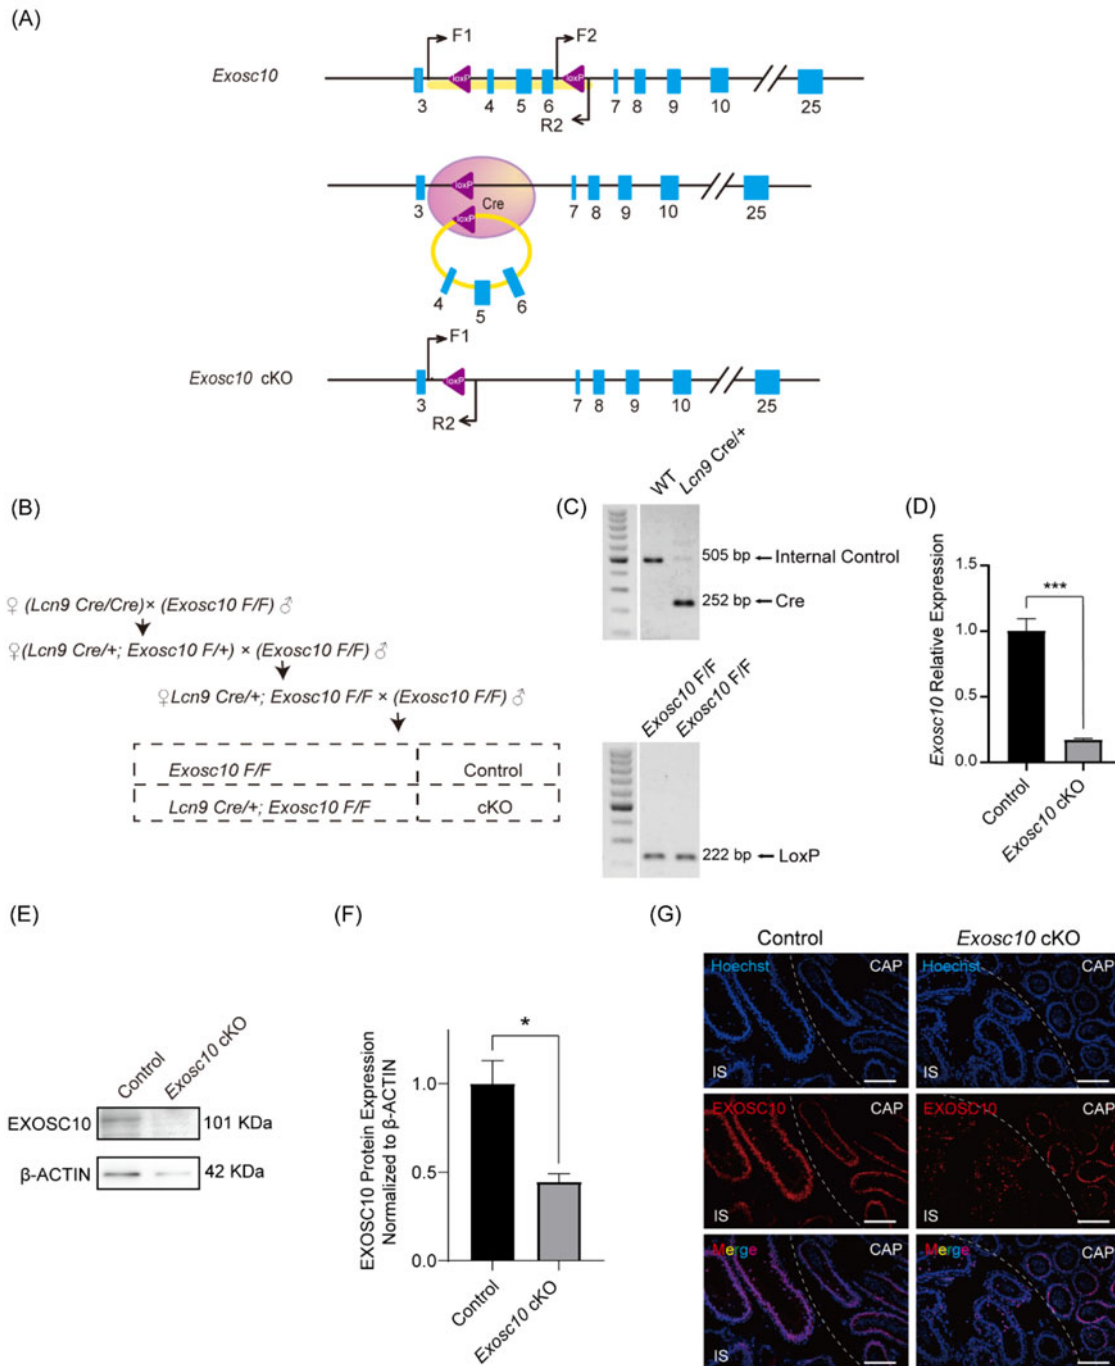 (A)
F1
F2
Exosc10
loxP
loxP
3
4
5
6
7
8
9
10
25
R2
loxP
Cre
loxP
3
7
8
9
10
25
4
5
6
F1
Exosc10 cKO
loxP
3
7
8
9
10
25
R2
(B)
♀ (Lcn9 Cre/Cre) × (Exosc10 F/F) ♂
♀(Lcn9 Cre/+; Exosc10 F/+) × (Exosc10 F/F) ♂
♀Lcn9 Cre/+; Exosc10 F/F × (Exosc10 F/F) ♂
Exosc10 F/F Control
Lcn9 Cre/+; Exosc10 F/F cKO
(C)
WT
Lcn9 Cre/+
505 bp Internal Control
252 bp Cre
Exosc10 F/F
Exosc10 F/F
222 bp LoxP
(D)
Exosc10 Relative Expression
1.5
1.0
0.5
0.0
***
Control
Exosc10 cKO
(E)
Control
Exosc10 cKO
EXOSC10 101 KDa
β-ACTIN 42 KDa
(F)
EXOSC10 Protein Expression
Normalized to β-ACTIN
1.0
0.5
0.0
*
Control
Exosc10 cKO
(G)
Control
Exosc10 cKO
Hoechst CAP
IS
Hoechst CAP
IS
EXOSC10 CAP
IS
EXOSC10 CAP
IS
Merge CAP
IS
Merge CAP
IS